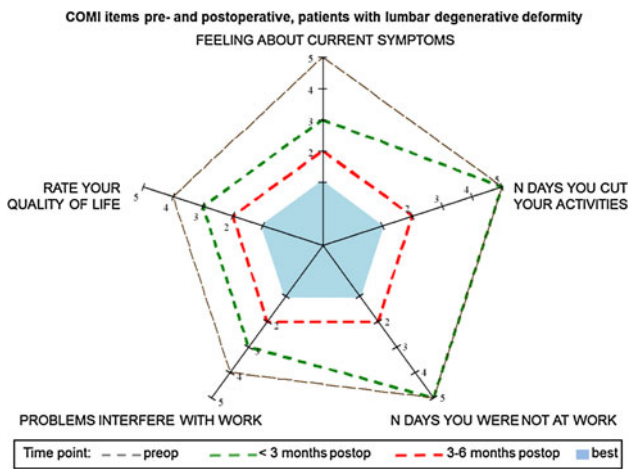 COMI items pre- and postoperative, patients with lumbar degenerative deformity
FEELING ABOUT CURRENT SYMPTOMS
5
4
3
2
RATE YOUR
QUALITY OF LIFE
5
4
3
2
2
3
4
5
N DAYS YOU CUT
YOUR ACTIVITIES
2
3
4
5
2
3
4
5
PROBLEMS INTERFERE WITH WORK
N DAYS YOU WERE NOT AT WORK
Time point: preop < 3 months postop 3-6 months postop best